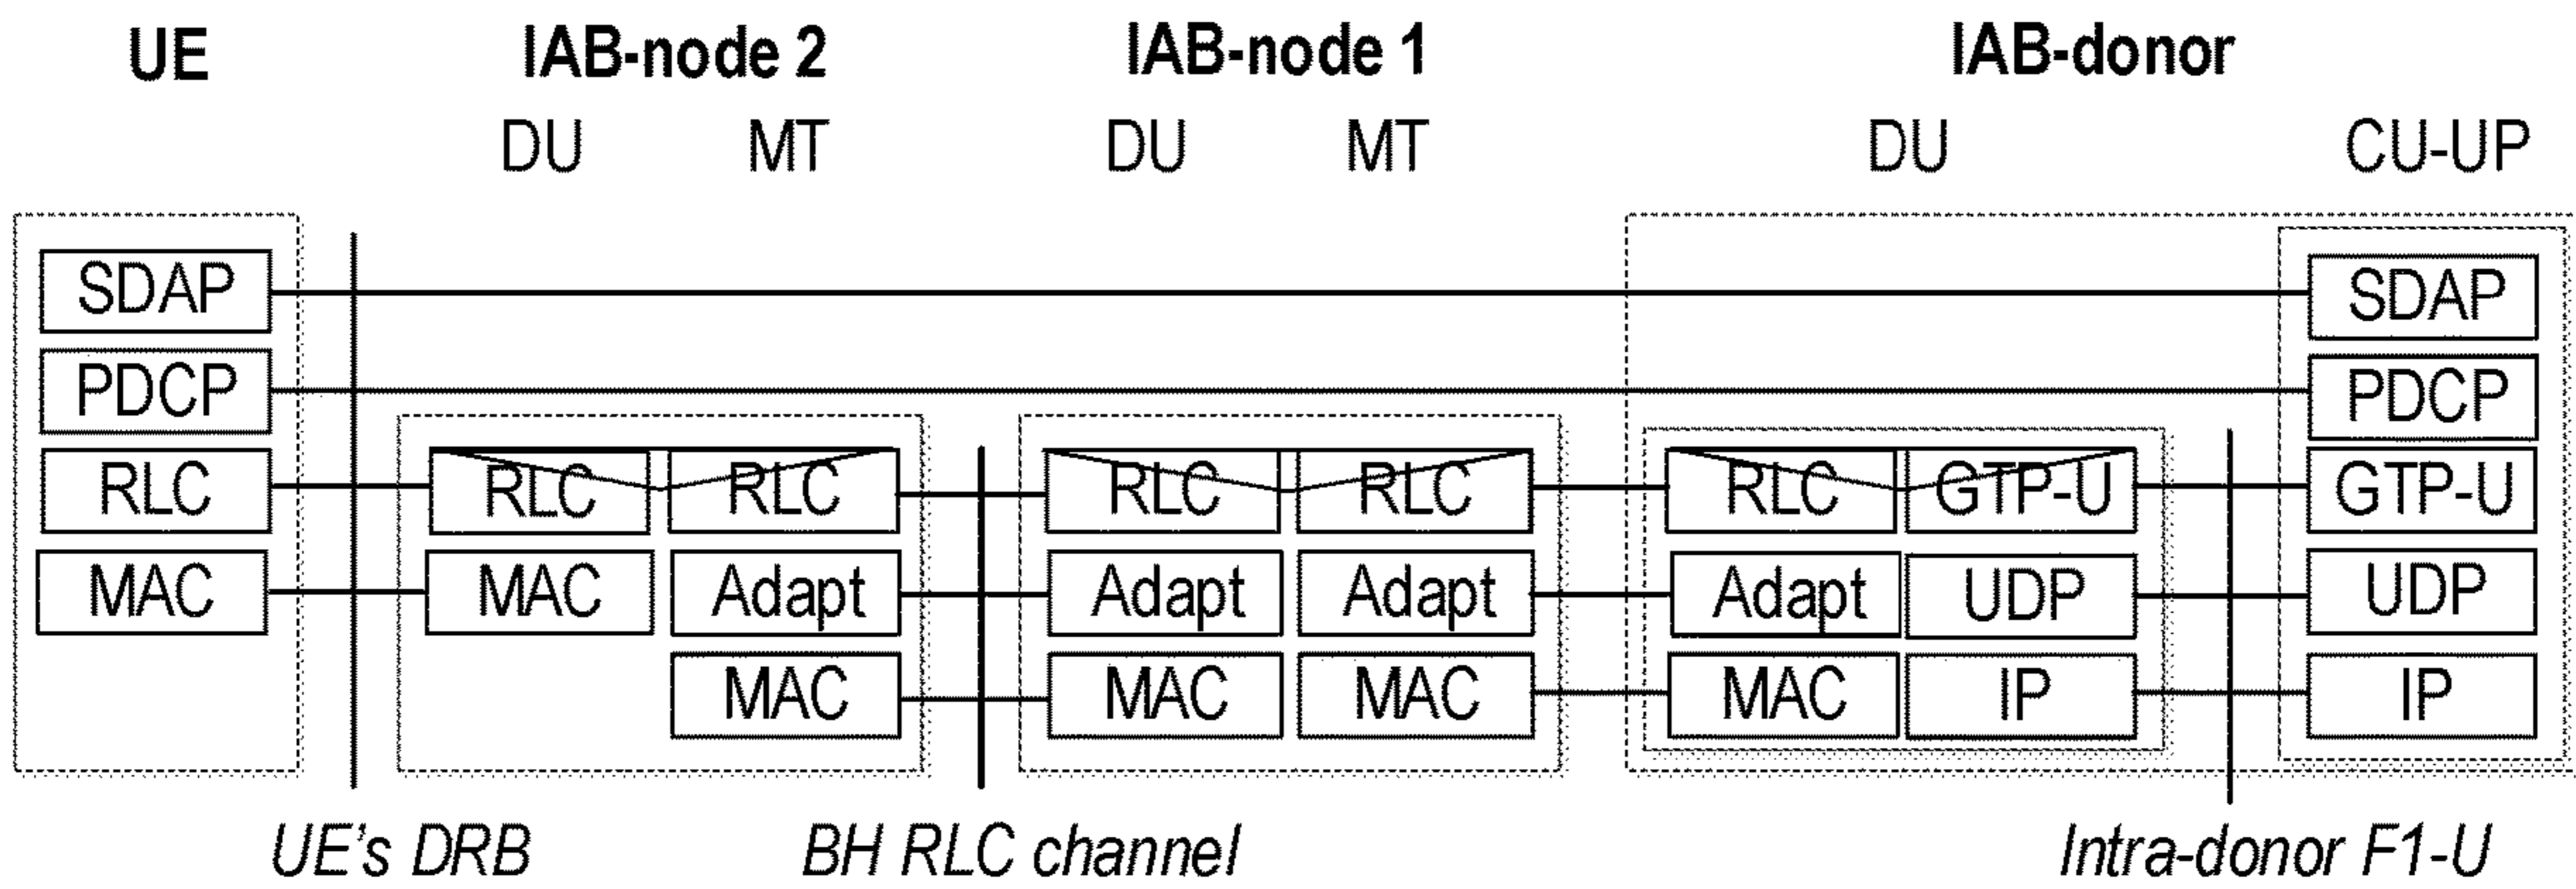 UE IAB-node 2 IAB-node 1 IAB-donor
DU MT DU MT DU CU-UP
SDAP SDAP
PDCP PDCP
RLC RLC RLC RLC RLC RLC GTP-U GTP-U
MAC MAC Adapt Adapt Adapt Adapt UDP UDP
MAC MAC MAC MAC IP IP
UE's DRB BH RLC channel Intra-donor F1-U